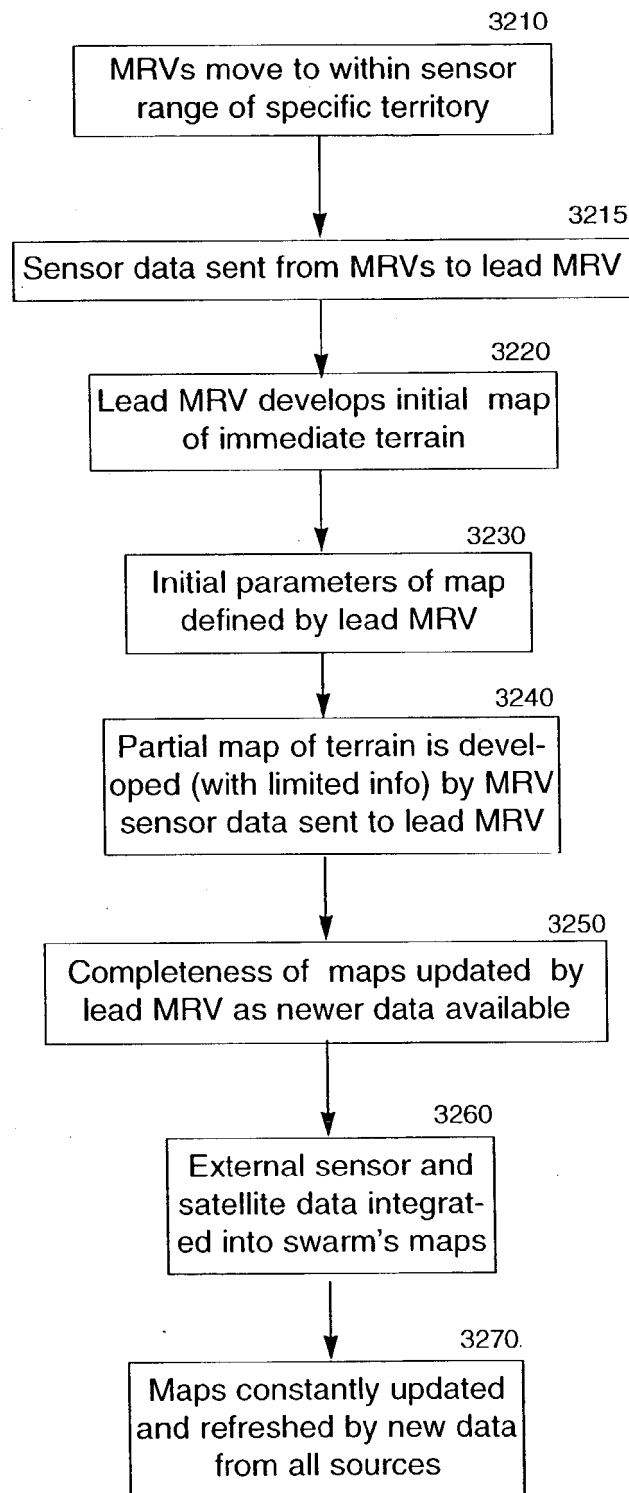 3210
MRVs move to within sensor
range of specific territory
3215
Sensor data sent from MRVs to lead MRV
3220
Lead MRV develops initial map
of immediate terrain
3230
Initial parameters of map
defined by lead MRV
3240
Partial map of terrain is devel-
oped (with limited info) by MRV
sensor data sent to lead MRV
3250
Completeness of maps updated by
lead MRV as newer data available
3260
External sensor and
satellite data integrat-
ed into swarm's maps
3270
Maps constantly updated
and refreshed by new data
from all sources